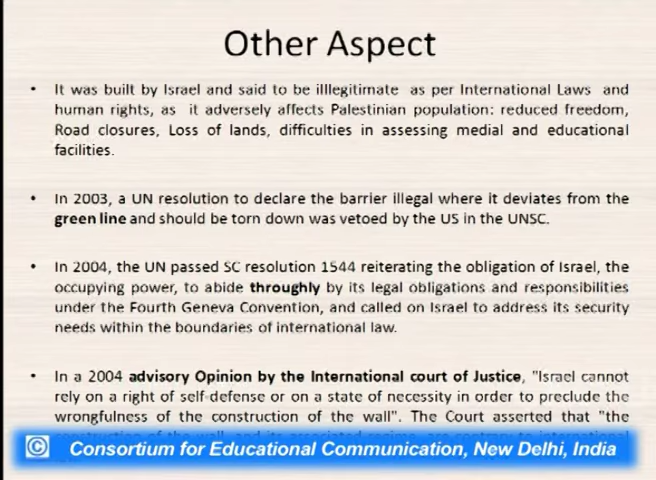 Other Aspect
• It was built by Israel and said to be illlegitimate as per International Laws and
human rights, as it adversely affects Palestinian population: reduced freedom,
Road closures, Loss of lands, difficulties in assessing medial and educational
facilities.
• In 2003, a UN resolution to declare the barrier illegal where it deviates from the
green line and should be torn down was vetoed by the US in the UNSC.
• In 2004, the UN passed SC resolution 1544 reiterating the obligation of Israel, the
occupying power, to abide throughly by its legal obligations and responsibilities
under the Fourth Geneva Convention, and called on Israel to address its security
needs within the boundaries of international law.
• In a 2004 advisory Opinion by the International court of Justice, "Israel cannot
rely on a right of self-defense or on a state of necessity in order to preclude the
wrongfulness of the construction of the wall". The Court asserted that "the
© Consortium for Educational Communication, New Delhi, India